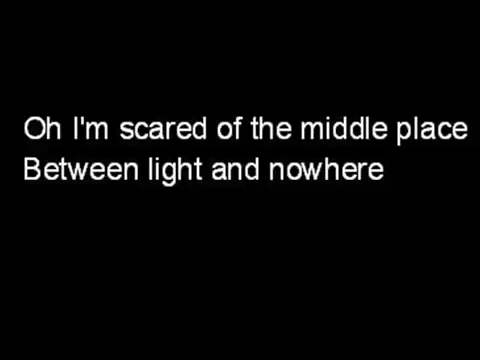 Oh I'm scared of the middle place
Between light and nowhere